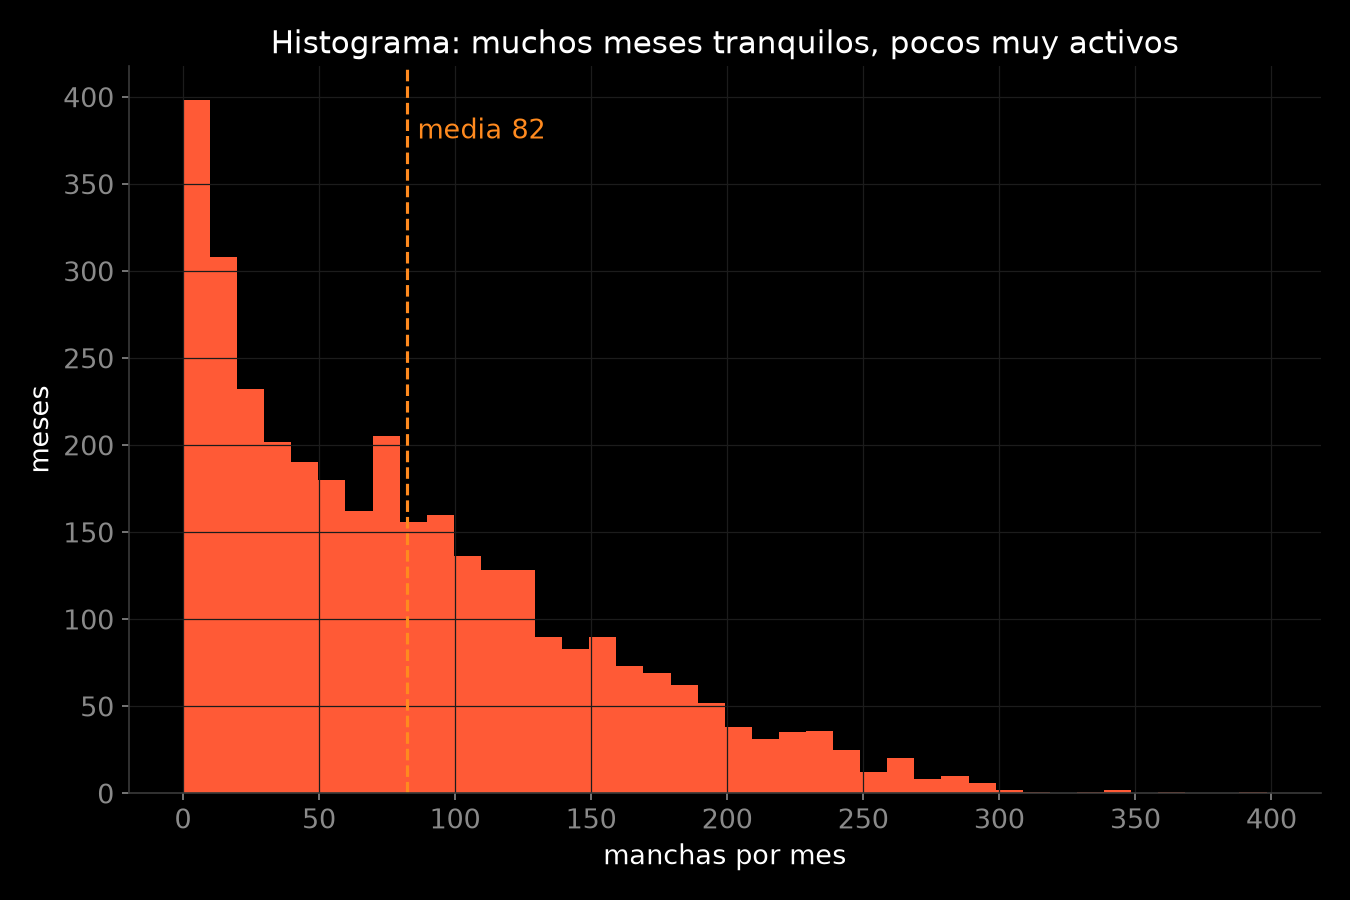 Histograma: muchos meses tranquilos, pocos muy activos
media 82
400
350
300
250
200
150
100
50
0
meses
0 50 100 150 200 250 300 350 400
manchas por mes